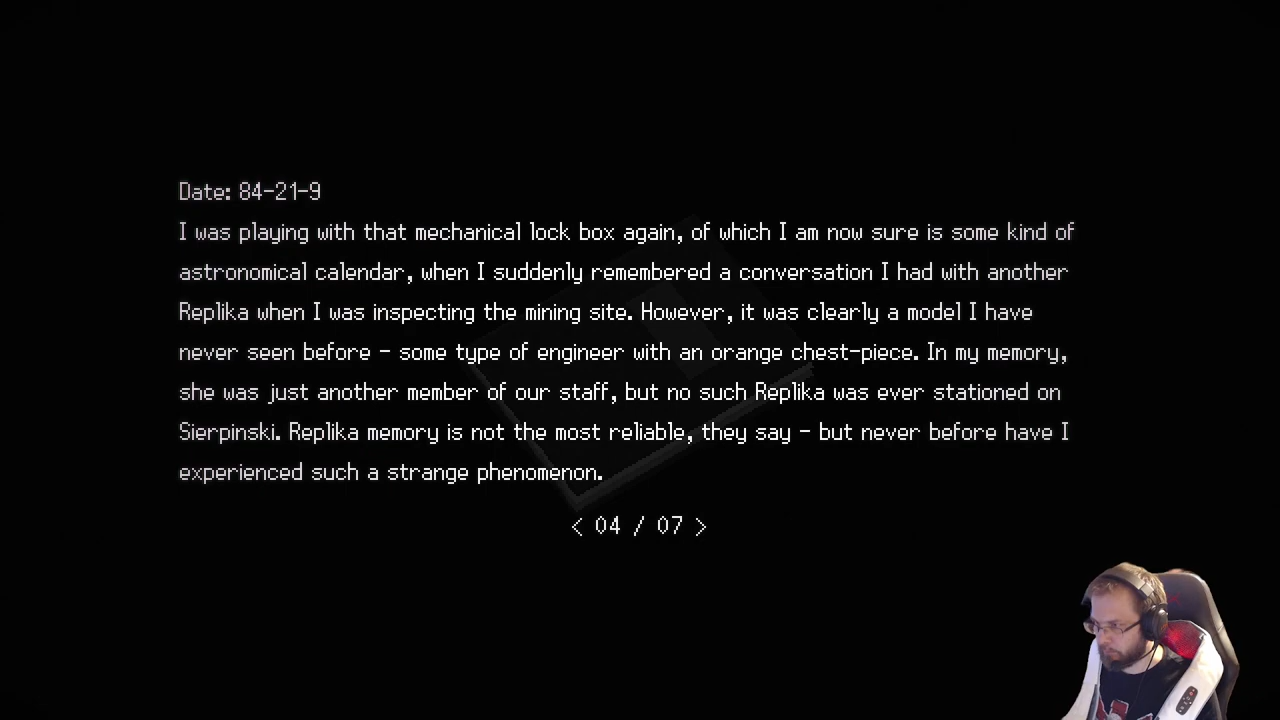 Date: 84-21-9
I was playing with that mechanical lock box again, of which I am now sure is some kind of
astronomical calendar, when I suddenly remembered a conversation I had with another
Replika when I was inspecting the mining site. However, it was clearly a model I have
never seen before - some type of engineer with an orange chest-piece. In my memory,
she was just another member of our staff, but no such Replika was ever stationed on
Sierpinski. Replika memory is not the most reliable, they say - but never before have I
experienced such a strange phenomenon.
< 04 / 07 >